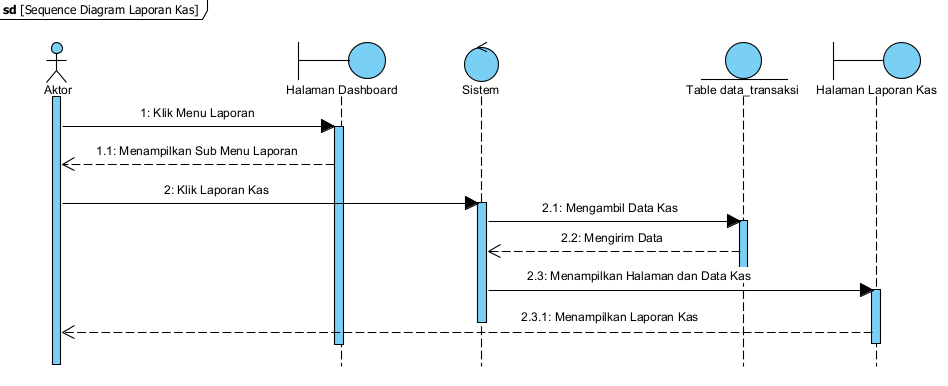 sd [Sequence Diagram Laporan Kas]
Aktor
Halaman Dashboard
Sistem
Table data_transaksi
Halaman Laporan Kas
1: Klik Menu Laporan
1.1: Menampilkan Sub Menu Laporan
2: Klik Laporan Kas
2.1: Mengambil Data Kas
2.2: Mengirim Data
2.3: Menampilkan Halaman dan Data Kas
2.3.1: Menampilkan Laporan Kas